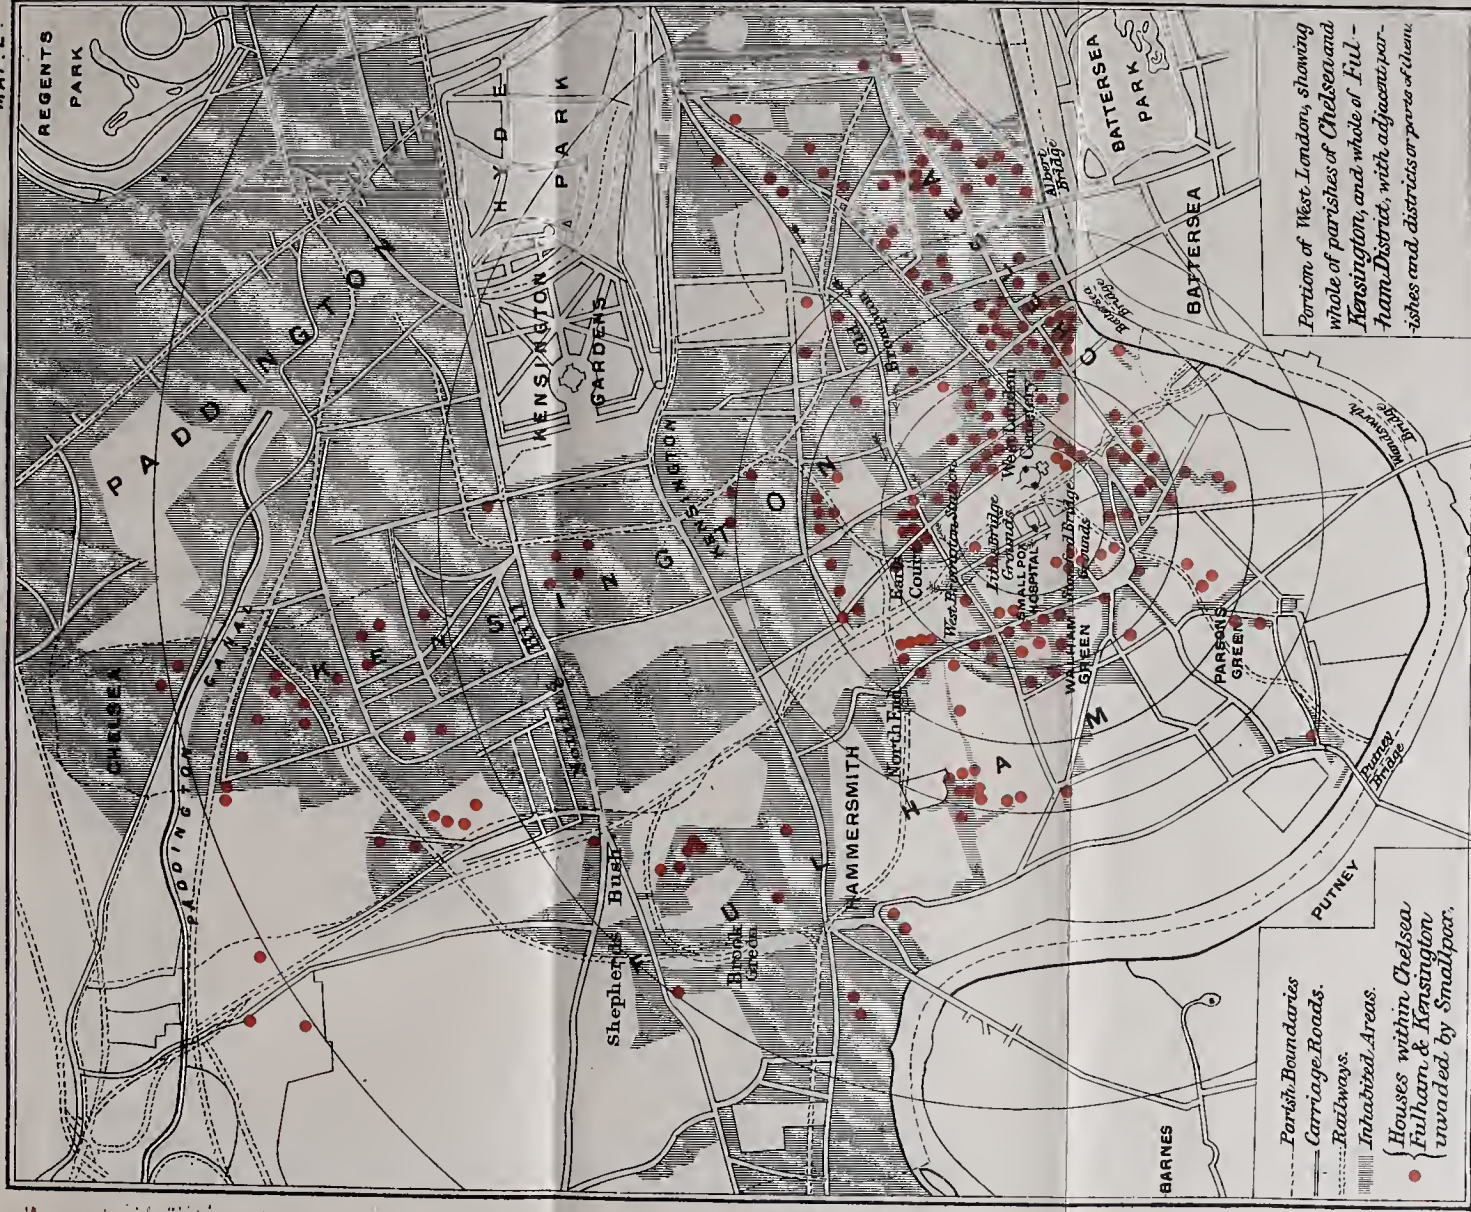 MAP. 2.
REGENTS
PARK
PADDINGTON
HYDE
PARK
KENSINGTON
GARDENS
CHELSEA
PADDINGTON
CANAL
KENSINGTON
Notting
Hill
KENSINGTON
Old
Brompton
CHELSEA
Albert
Bridge
BATTERSEA
PARK
BATTERSEA
Battersea
Bridge
West London
Cemetery
Earls
Court
West Brompton Station
Lillie Bridge
Grounds
SMALL POX
HOSPITAL
Stamford Bridge
Grounds
WALHAM
GREEN
PARSONS
GREEN
Wandsworth
Bridge
Putney
Bridge
PUTNEY
North End
HAMMERSMITH
FULHAM
Shepherds
Bush
Brook
Green
BARNES
Portion of West London, showing
whole of parishes of Chelsea and
Kensington, and whole of Ful-
ham District, with adjacent par-
ishes and districts or parts of them.
Parish Boundaries
Carriage Roads.
Railways.
Inhabited Areas.
Houses within Chelsea
Fulham & Kensington
invaded by Smallpox.